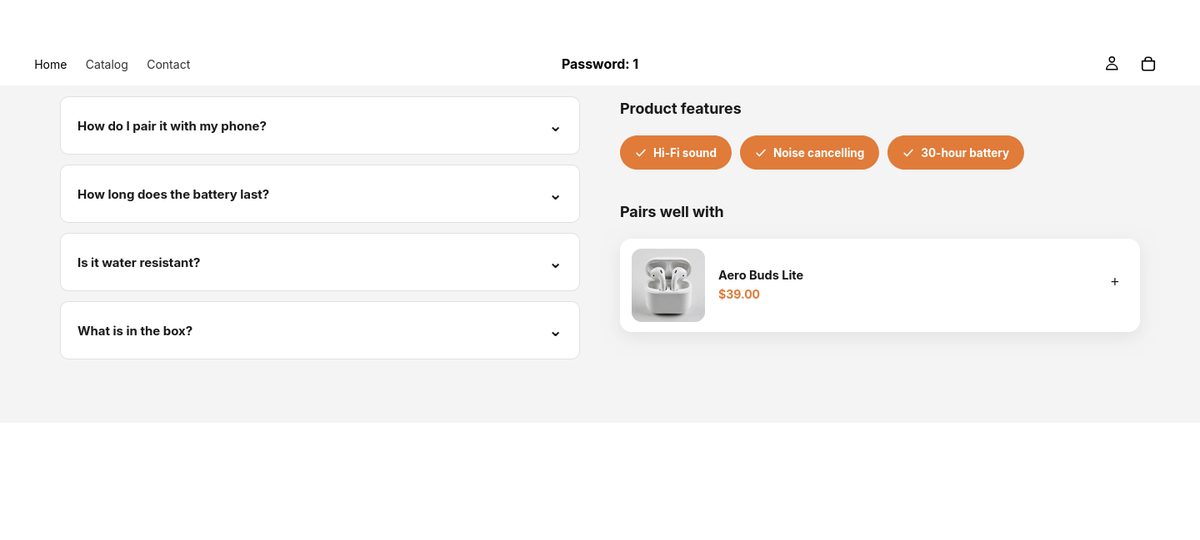 Home Catalog Contact Password: 1
How do I pair it with my phone?
How long does the battery last?
Is it water resistant?
What is in the box?
Product features
Hi-Fi sound Noise cancelling 30-hour battery
Pairs well with
Aero Buds Lite
$39.00
+